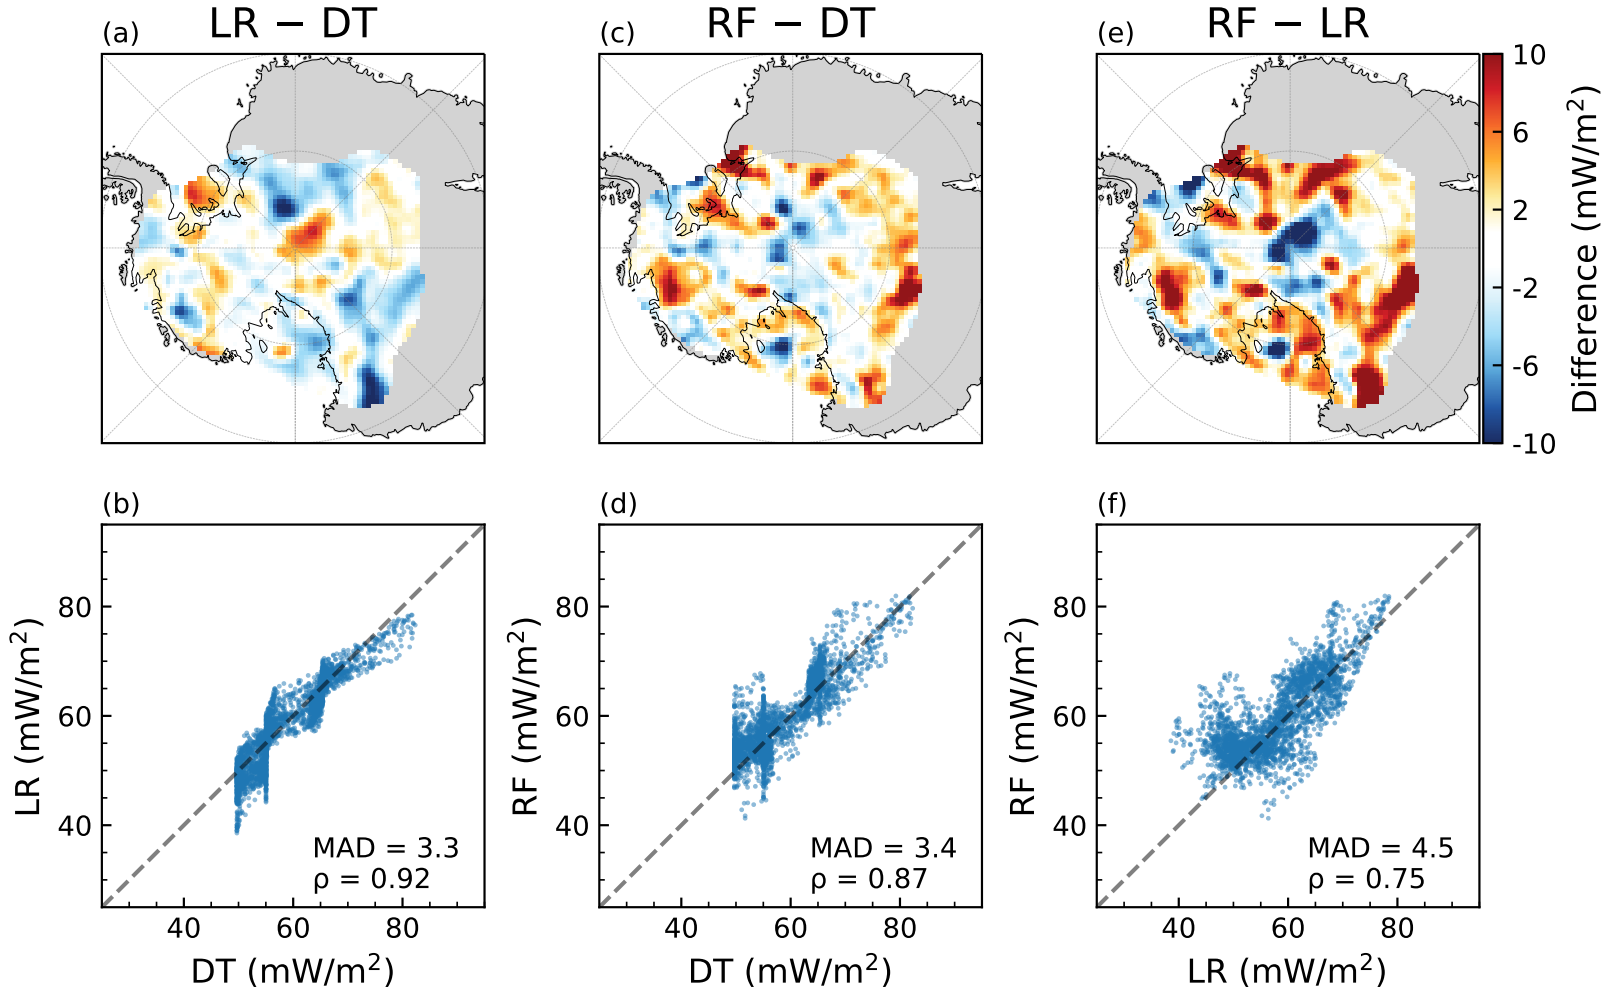 (a) LR − DT
(c) RF − DT
(e) RF − LR
10
6
2
-2
-6
-10
Difference (mW/m²)
(b)
80
60
40
LR (mW/m²)
MAD = 3.3
ρ = 0.92
40 60 80
DT (mW/m²)
(d)
80
60
40
RF (mW/m²)
MAD = 3.4
ρ = 0.87
40 60 80
DT (mW/m²)
(f)
80
60
40
RF (mW/m²)
MAD = 4.5
ρ = 0.75
40 60 80
LR (mW/m²)